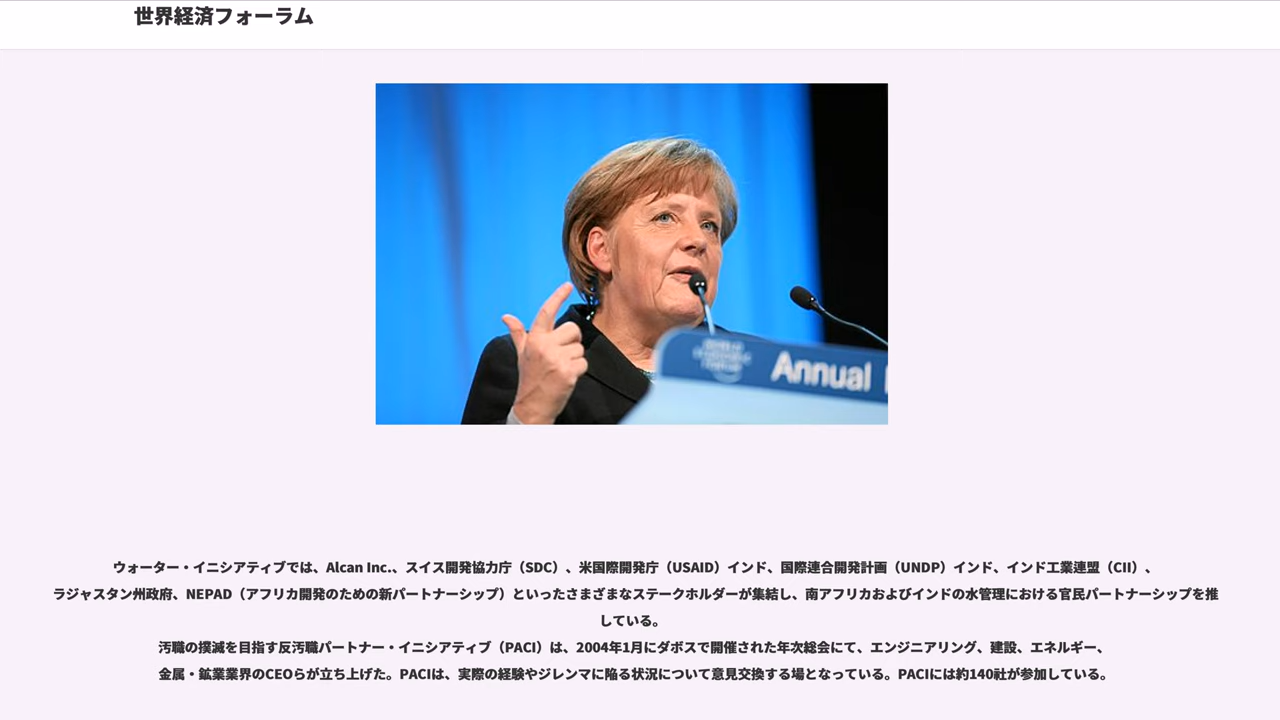 世界経済フォーラム
WORLD
ECONOMIC
FORUM
Annual
ウォーター・イニシアティブでは、Alcan Inc.、スイス開発協力庁（SDC）、米国際開発庁（USAID）インド、国際連合開発計画（UNDP）インド、インド工業連盟（CII）、
ラジャスタン州政府、NEPAD（アフリカ開発のための新パートナーシップ）といったさまざまなステークホルダーが集結し、南アフリカおよびインドの水管理における官民パートナーシップを推
している。
汚職の撲滅を目指す反汚職パートナー・イニシアティブ（PACI）は、2004年1月にダボスで開催された年次総会にて、エンジニアリング、建設、エネルギー、
金属・鉱業業界のCEOらが立ち上げた。PACIは、実際の経験やジレンマに陥る状況について意見交換する場となっている。PACIには約140社が参加している。